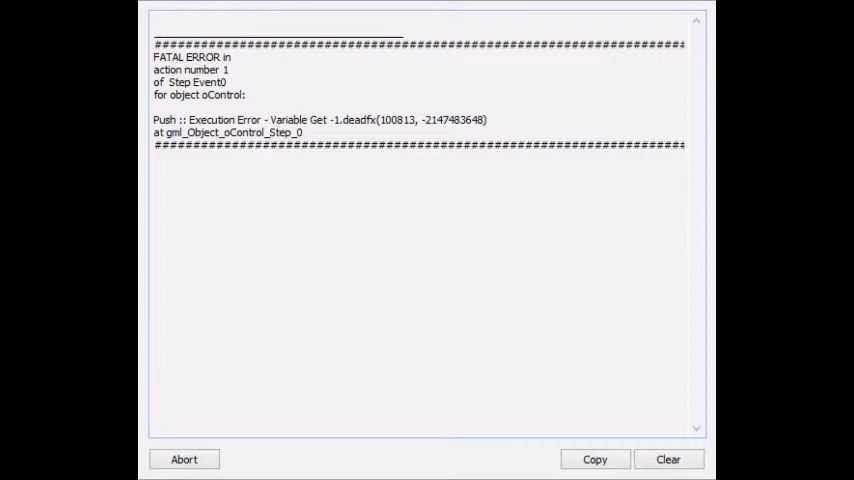 ___________________________________________
############################################################################
FATAL ERROR in
action number 1
of  Step Event0
for object oControl:
Push :: Execution Error - Variable Get -1.deadfx(100813, -2147483648)
at gml_Object_oControl_Step_0
############################################################################
Abort
Copy
Clear